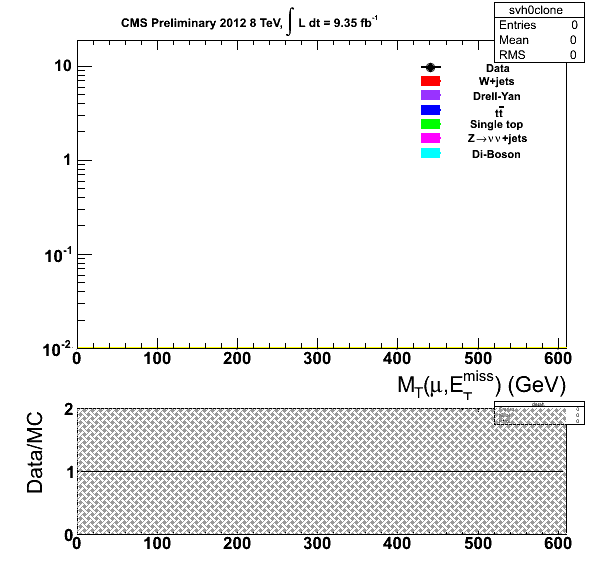 CMS Preliminary 2012 8 TeV, ∫ L dt = 9.35 fb⁻¹
svh0clone
Entries 0
Mean 0
RMS 0
Data
W+jets
Drell-Yan
tt̅
Single top
Z→νν+jets
Di-Boson
10
1
10⁻¹
10⁻²
0 100 200 300 400 500 600
M_T(μ,E_T^miss) (GeV)
Data/MC
2
1
0
0 100 200 300 400 500 600